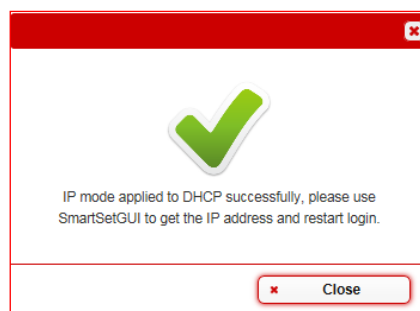 IP mode applied to DHCP successfully, please use
SmartSetGUI to get the IP address and restart login.
Close